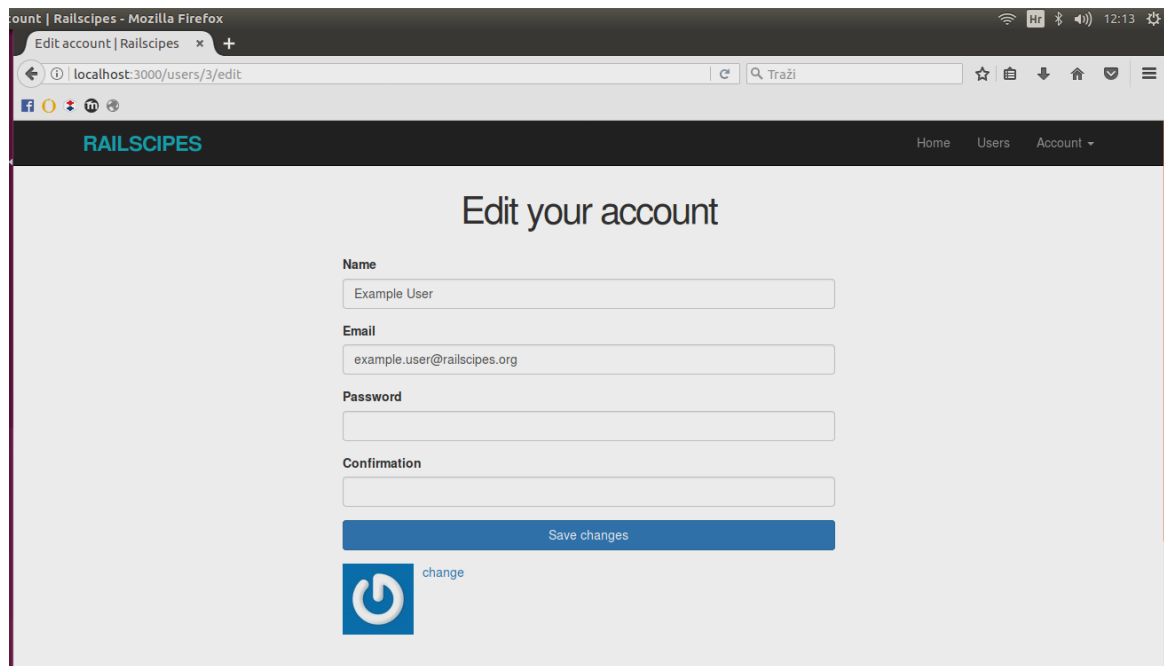 ount | Railscipes - Mozilla Firefox
Hr
12:13
Edit account | Railscipes × +
localhost:3000/users/3/edit
Traži
RAILSCIPES
Home Users Account
Edit your account
Name
Example User
Email
example.user@railscipes.org
Password
Confirmation
Save changes
change